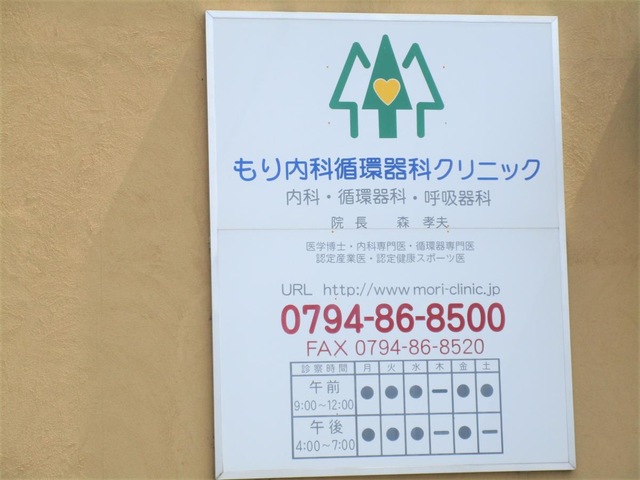 もり内科循環器科クリニック
内科・循環器科・呼吸器科
院 長 森 孝夫
医学博士・内科専門医・循環器専門医
認定産業医・認定健康スポーツ医
URL http://www mori-clinic.jp
0794-86-8500
FAX 0794-86-8520
診察時間 月 火 水 木 金 土
午前 ● ● ● ー ● ●
9:00～12:00
午後 ● ● ● ー ● ー
4:00～7:00